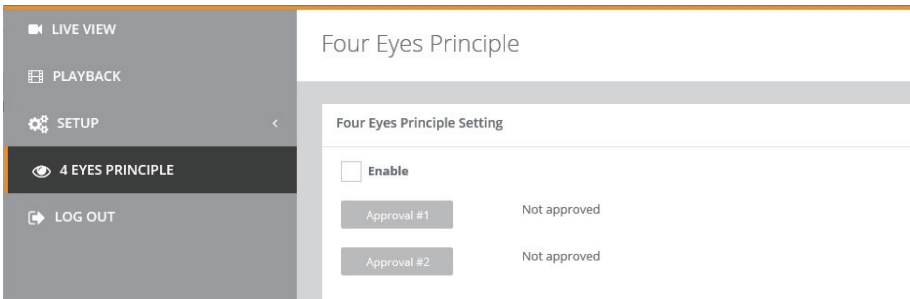 LIVE VIEW
PLAYBACK
SETUP
4 EYES PRINCIPLE
LOG OUT
Four Eyes Principle
Four Eyes Principle Setting
Enable
Approval #1 Not approved
Approval #2 Not approved